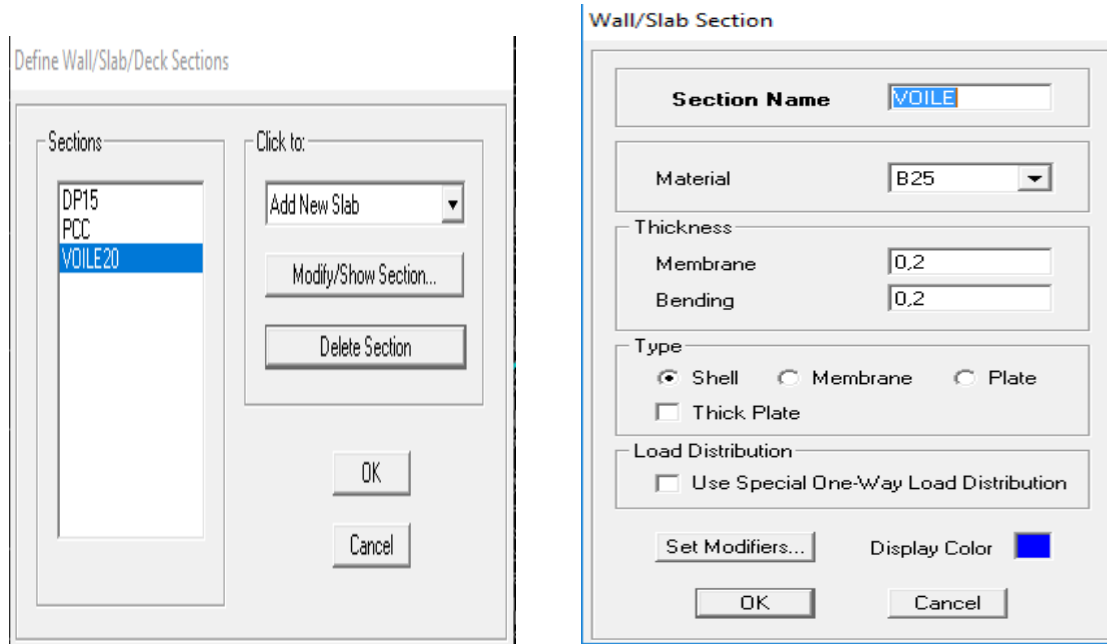 Define Wall/Slab/Deck Sections
Sections
DP15
PCC
VOILE20
Click to:
Add New Slab
Modify/Show Section...
Delete Section
OK
Cancel
Wall/Slab Section
Section Name VOILE
Material B25
Thickness
Membrane 0,2
Bending 0,2
Type
Shell Membrane Plate
Thick Plate
Load Distribution
Use Special One-Way Load Distribution
Set Modifiers... Display Color
OK Cancel